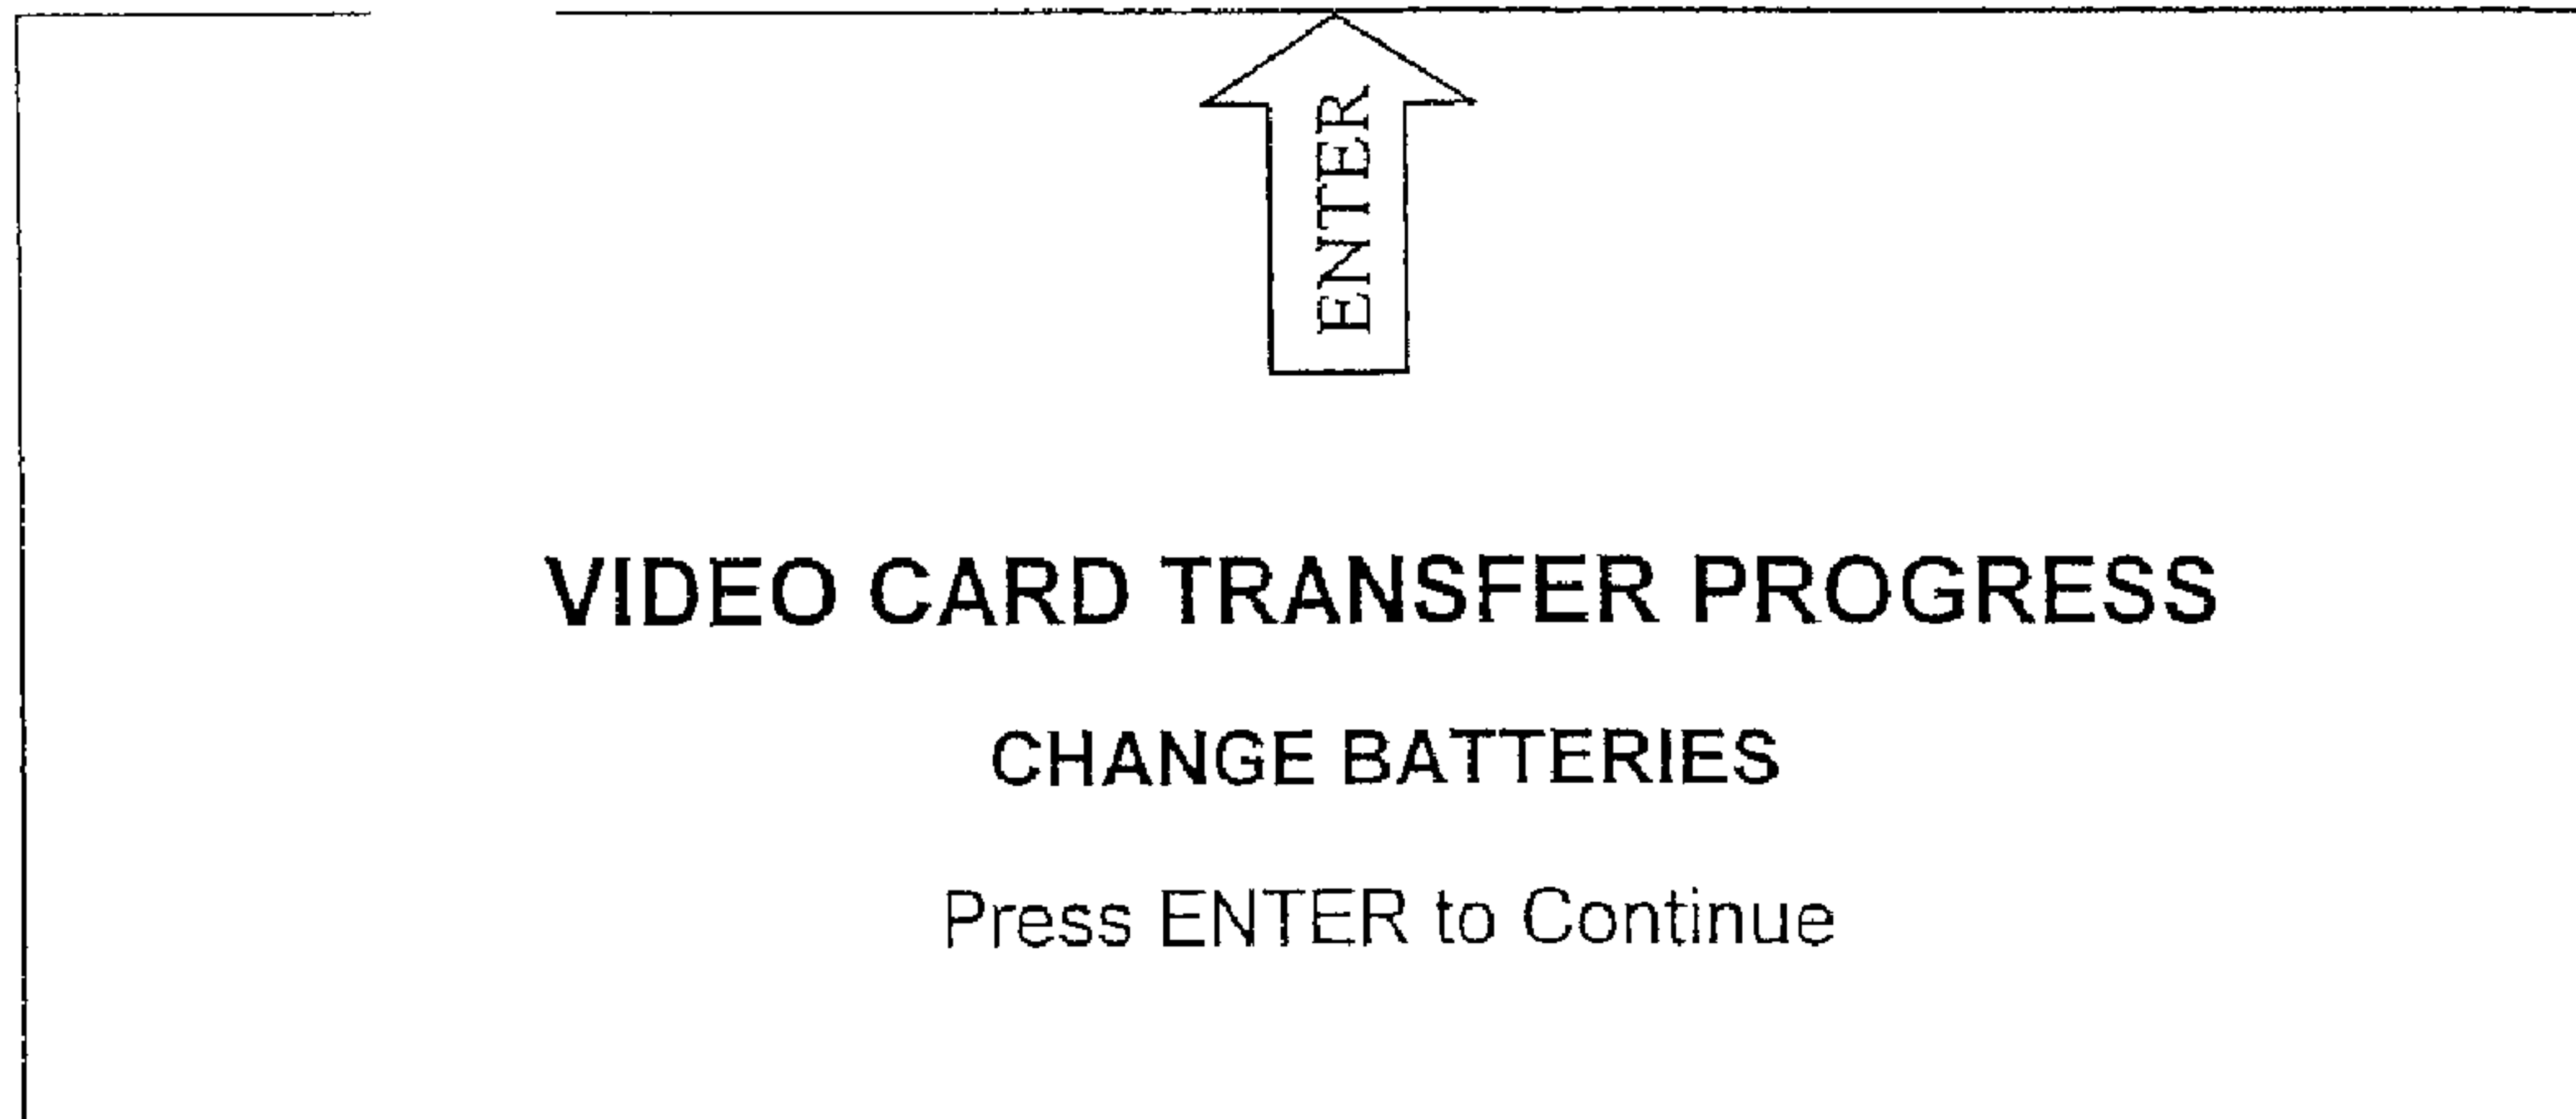 ENTER
VIDEO CARD TRANSFER PROGRESS
CHANGE BATTERIES
Press ENTER to Continue